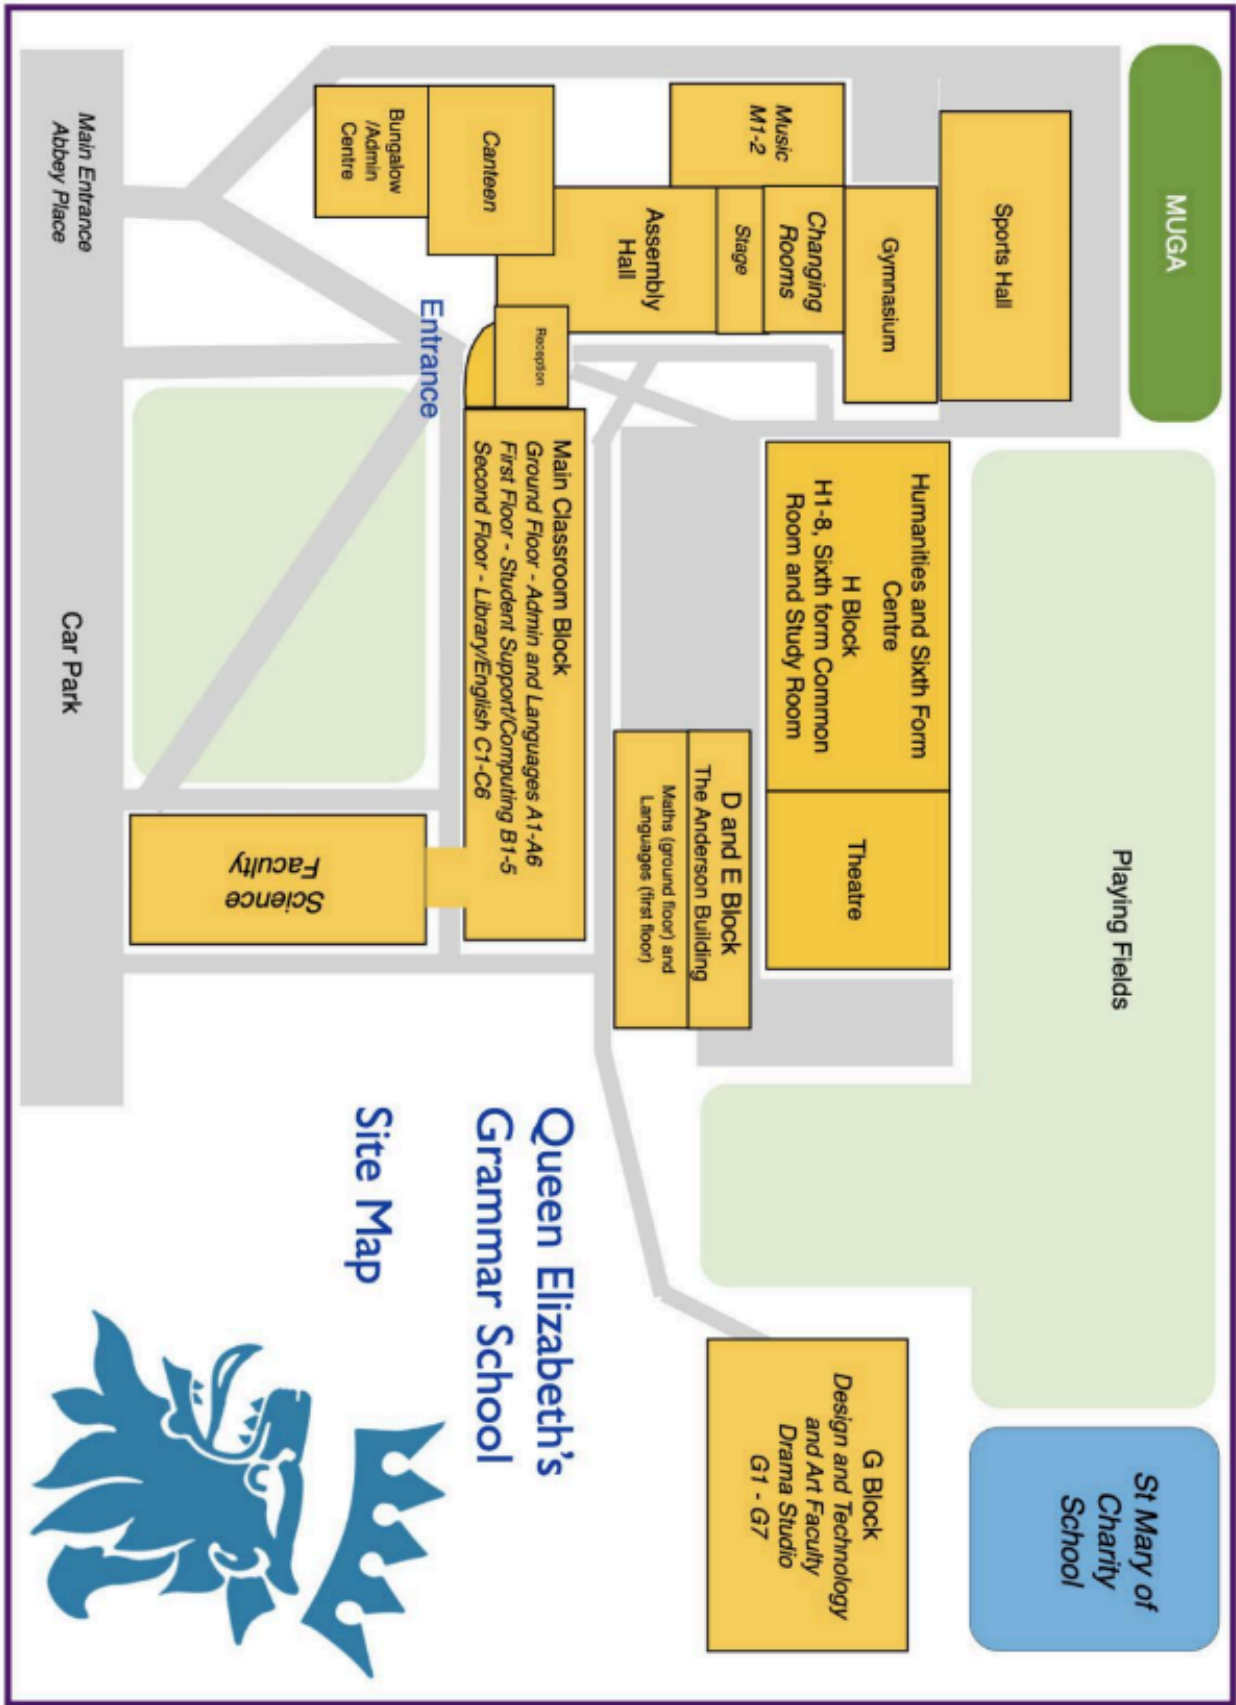 MUGA
Playing Fields
St Mary of
Charity
School
Sports Hall
Gymnasium
Changing
Rooms
Stage
Music
M1-2
Assembly
Hall
Canteen
Bungalow
/Admin
Centre
Reception
Entrance
Humanities and Sixth Form
Centre
H Block
H1-8, Sixth form Common
Room and Study Room
Theatre
D and E Block
The Anderson Building
Maths (ground floor) and
Languages (first floor)
Main Classroom Block
Ground Floor - Admin and Languages A1-A6
First Floor - Student Support/Computing B1-5
Second Floor - Library/English C1-C6
Science
Faculty
G Block
Design and Technology
and Art Faculty
Drama Studio
G1 - G7
Main Entrance
Abbey Place
Car Park
Queen Elizabeth's
Grammar School
Site Map